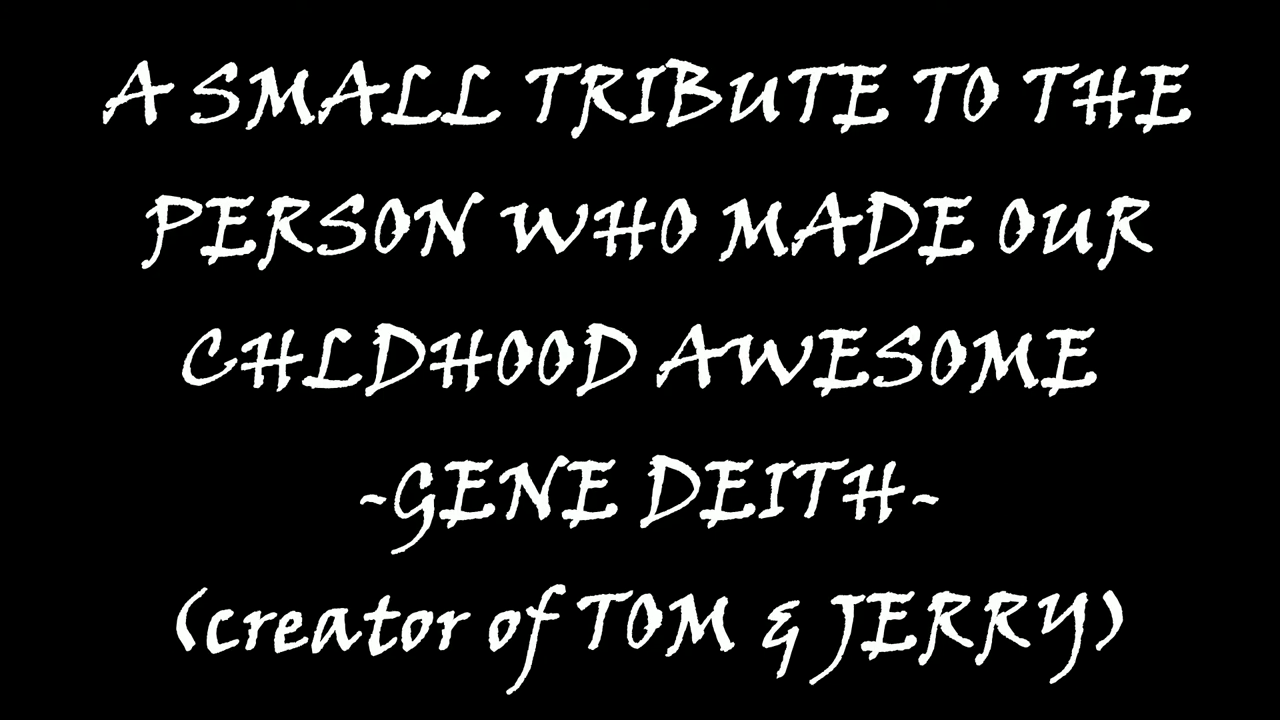 A SMALL TRIBUTE TO THE
PERSON WHO MADE OUR
CHLDHOOD AWESOME
~GENE DEITH~
(creator of TOM & JERRY)